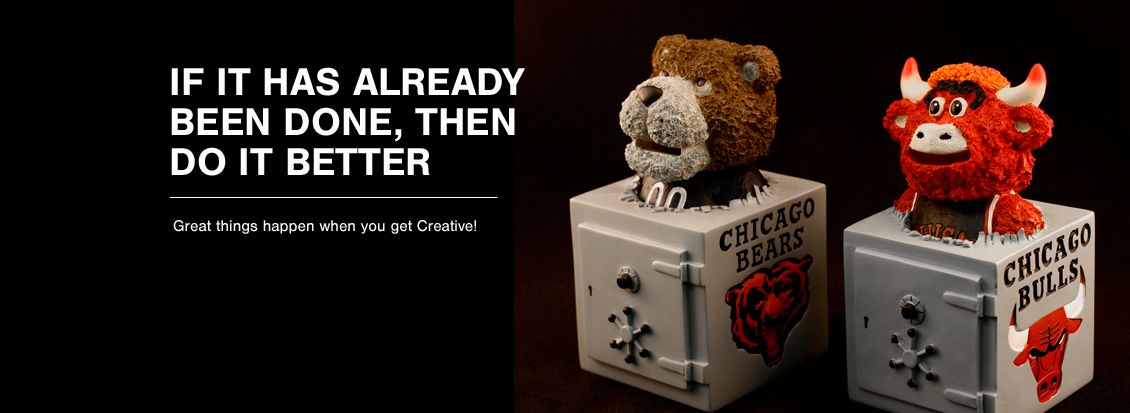 IF IT HAS ALREADY
BEEN DONE, THEN
DO IT BETTER
Great things happen when you get Creative!
CHICAGO
BEARS
CHICAGO
BULLS